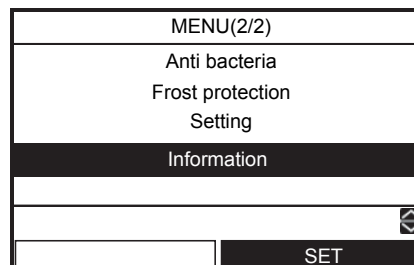 MENU(2/2)
Anti bacteria
Frost protection
Setting
Information
SET